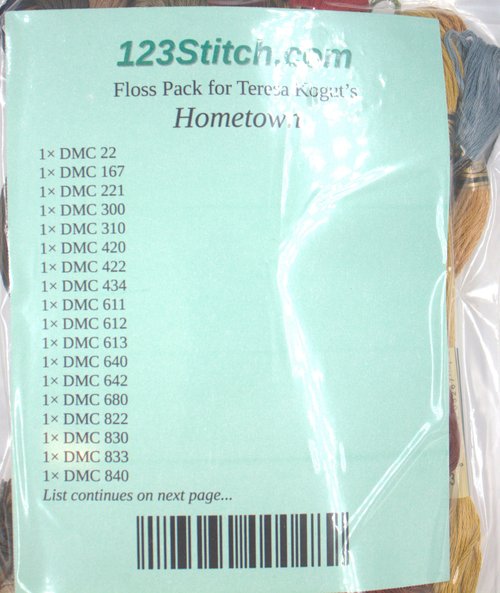 123Stitch.com
Floss Pack for Teresa Kogut's
Hometown
1× DMC 22
1× DMC 167
1× DMC 221
1× DMC 300
1× DMC 310
1× DMC 420
1× DMC 422
1× DMC 434
1× DMC 611
1× DMC 612
1× DMC 613
1× DMC 640
1× DMC 642
1× DMC 680
1× DMC 822
1× DMC 830
1× DMC 833
1× DMC 840
List continues on next page...